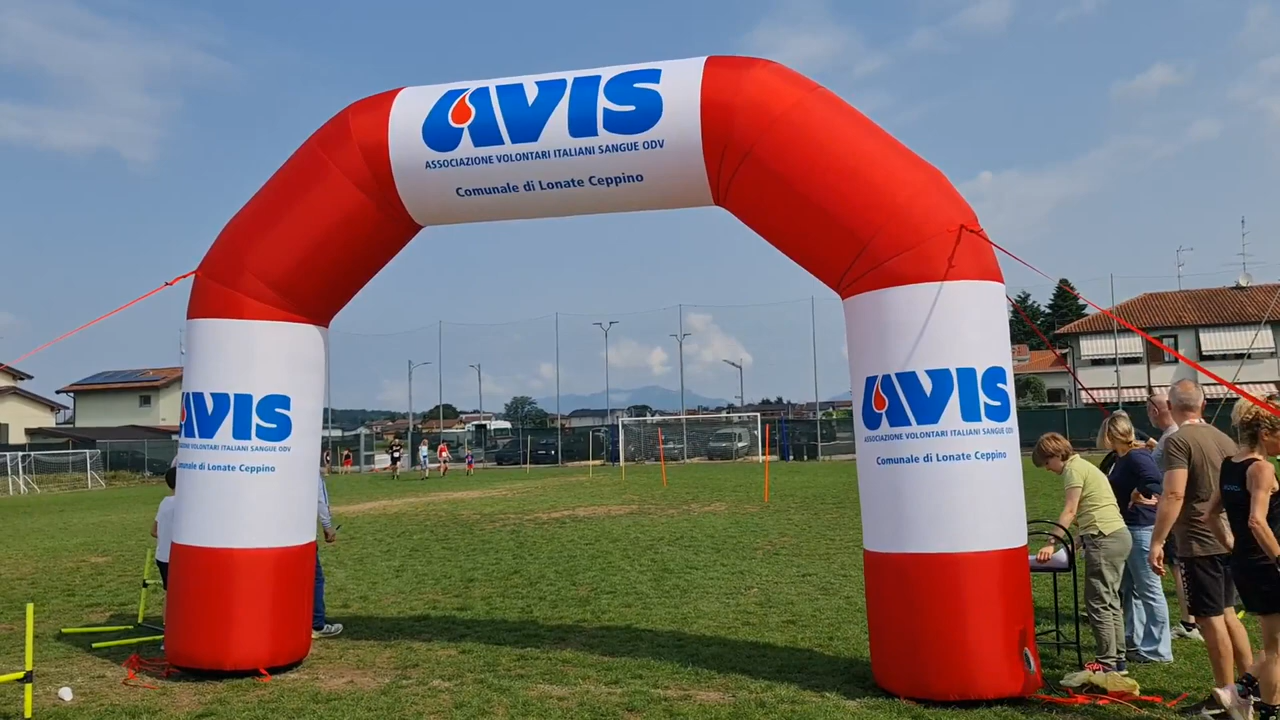 AVIS
ASSOCIAZIONE VOLONTARI ITALIANI SANGUE ODV
Comunale di Lonate Ceppino
AVIS
ASSOCIAZIONE VOLONTARI ITALIANI SANGUE ODV
Comunale di Lonate Ceppino
AVIS
ASSOCIAZIONE VOLONTARI ITALIANI SANGUE ODV
Comunale di Lonate Ceppino